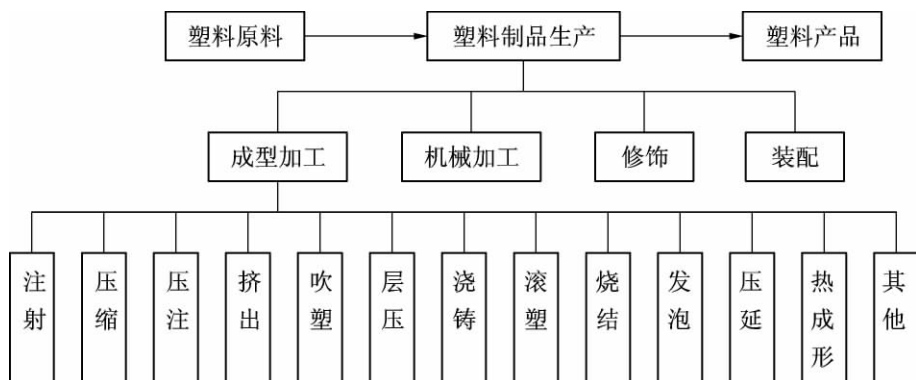 塑料原料
塑料制品生产
塑料产品
成型加工
机械加工
修饰
装配
注射
压缩
压注
挤出
吹塑
层压
浇铸
滚塑
烧结
发泡
压延
热成形
其他